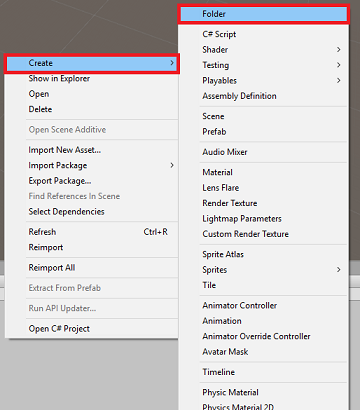 Create
Show in Explorer
Open
Delete
Open Scene Additive
Import New Asset...
Import Package
Export Package...
Find References In Scene
Select Dependencies
Refresh Ctrl+R
Reimport
Reimport All
Extract From Prefab
Run API Updater...
Open C# Project
Folder
C# Script
Shader
Testing
Playables
Assembly Definition
Scene
Prefab
Audio Mixer
Material
Lens Flare
Render Texture
Lightmap Parameters
Custom Render Texture
Sprite Atlas
Sprites
Tile
Animator Controller
Animation
Animator Override Controller
Avatar Mask
Timeline
Physic Material
Physics Material 2D